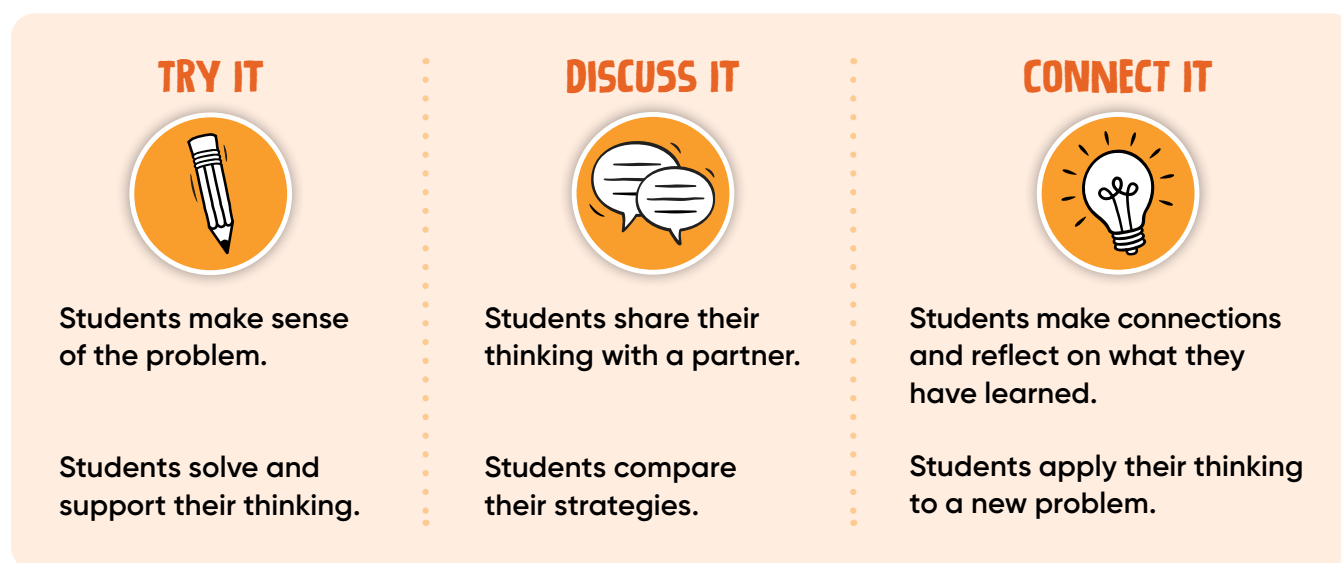 TRY IT
Students make sense
of the problem.
Students solve and
support their thinking.
DISCUSS IT
Students share their
thinking with a partner.
Students compare
their strategies.
CONNECT IT
Students make connections
and reflect on what they
have learned.
Students apply their thinking
to a new problem.